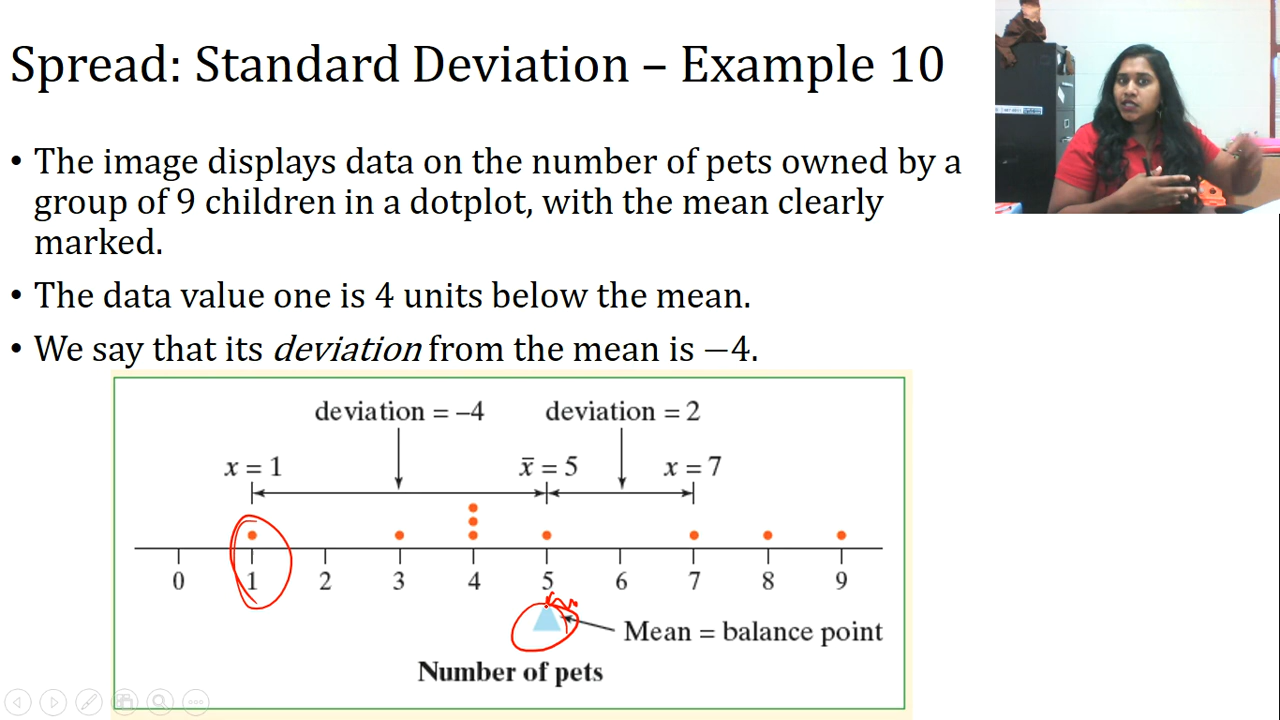 Spread: Standard Deviation – Example 10
• The image displays data on the number of pets owned by a
group of 9 children in a dotplot, with the mean clearly
marked.
• The data value one is 4 units below the mean.
• We say that its deviation from the mean is −4.
deviation = –4 deviation = 2
x = 1 x̄ = 5 x = 7
0 1 2 3 4 5 6 7 8 9
Mean = balance point
Number of pets